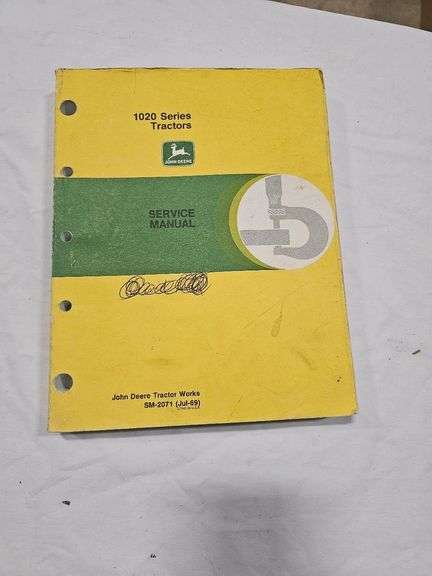 1020 Series
Tractors
JOHN DEERE
SERVICE
MANUAL
John Deere Tractor Works
SM-2071 (Jul-69)